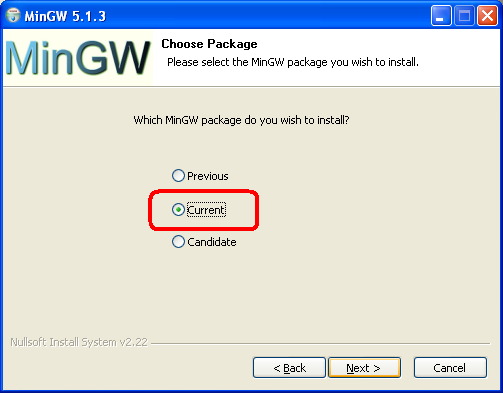 MinGW 5.1.3
MinGW
Choose Package
Please select the MinGW package you wish to install.
Which MinGW package do you wish to install?
Previous
Current
Candidate
Nullsoft Install System v2.22
< Back
Next >
Cancel